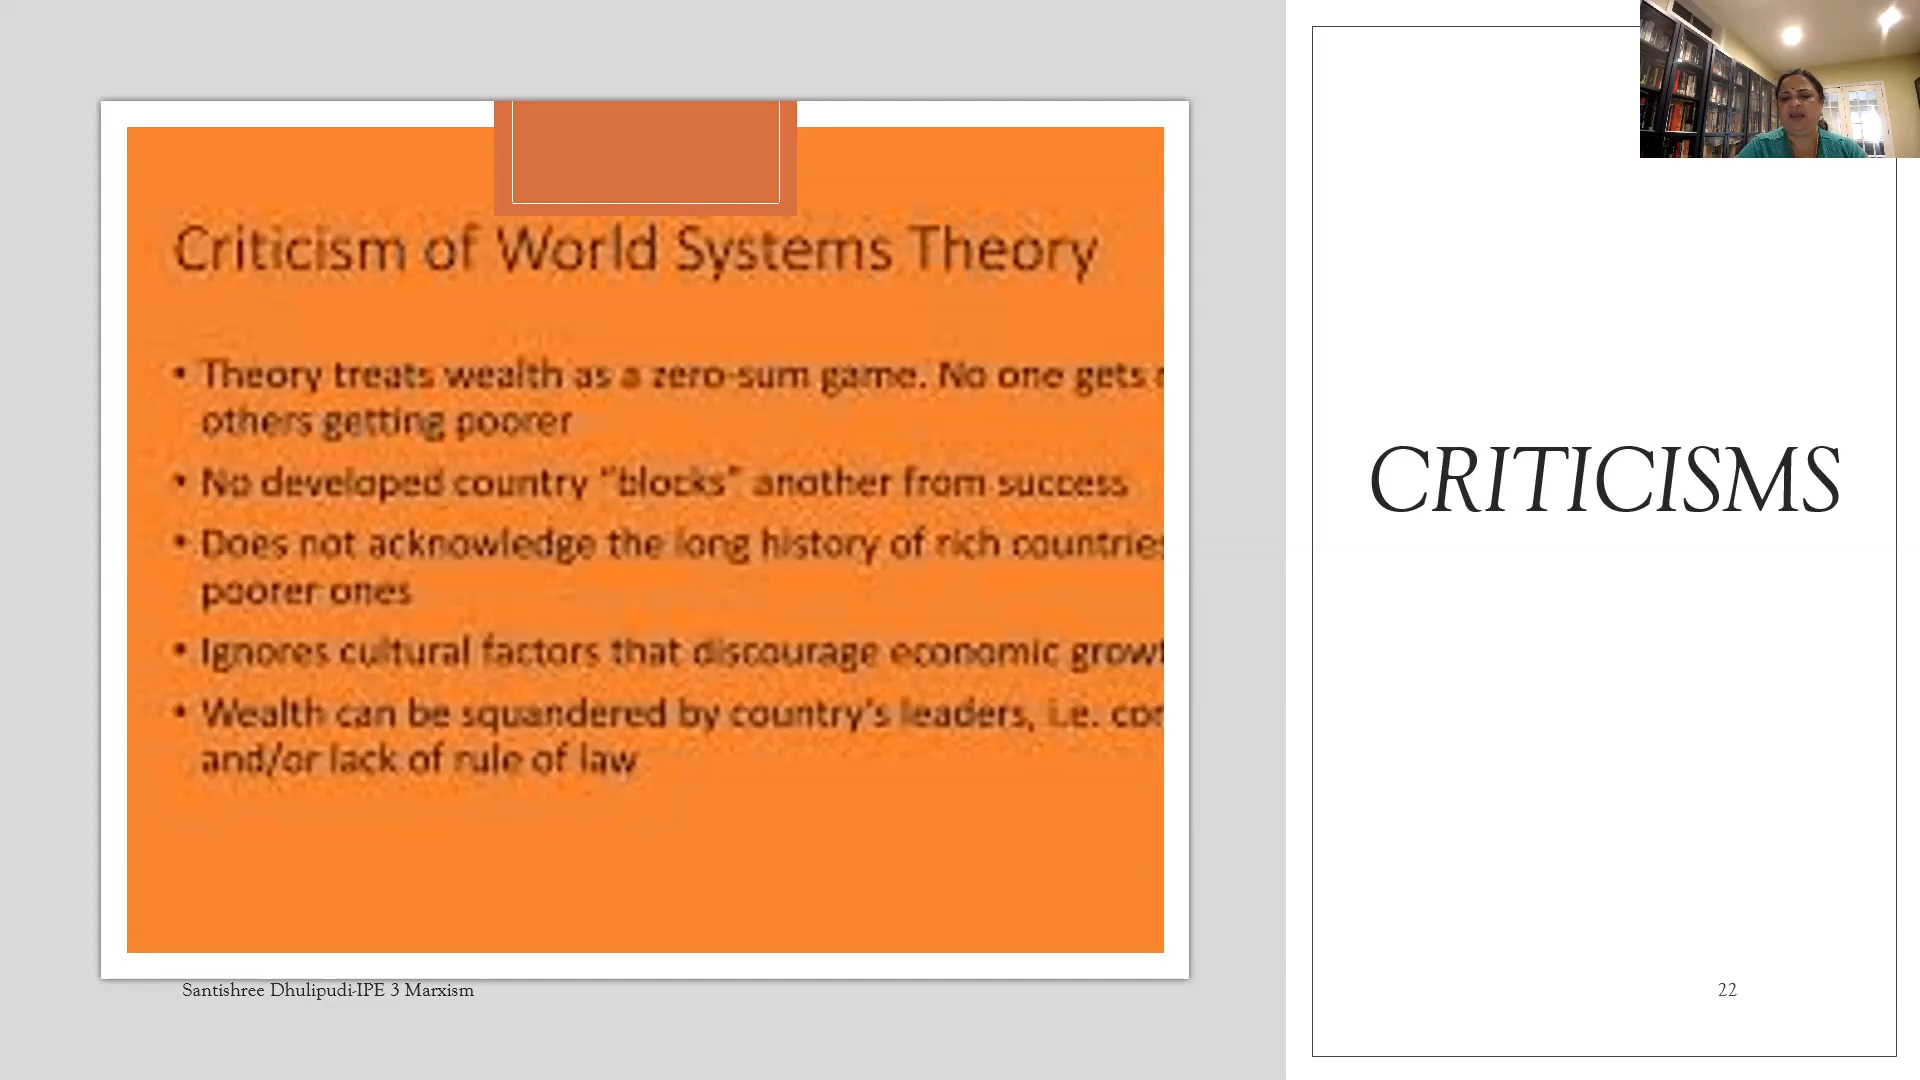 Criticism of World Systems Theory
• Theory treats wealth as a zero-sum game. No one gets
others getting poorer
• No developed country "blocks" another from success
• Does not acknowledge the long history of rich countries
poorer ones
• Ignores cultural factors that discourage economic
• Wealth can be squandered by country's leaders, i.e.
and/or lack of rule of law
CRITICISMS
Santishree Dhulipudi-IPE 3 Marxism
22